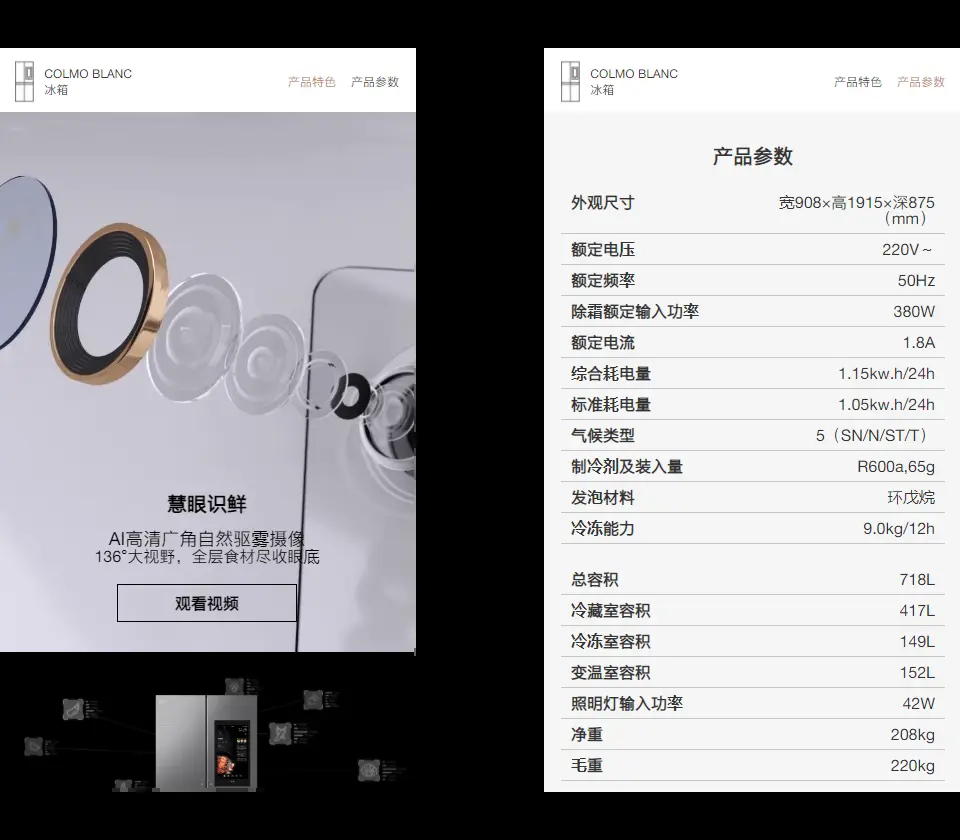 COLMO BLANC
冰箱
产品特色 产品参数
慧眼识鲜
AI高清广角自然驱雾摄像
136°大视野，全层食材尽收眼底
观看视频
COLMO BLANC
冰箱
产品特色 产品参数
产品参数
外观尺寸 宽908×高1915×深875
（mm）
额定电压 220V～
额定频率 50Hz
除霜额定输入功率 380W
额定电流 1.8A
综合耗电量 1.15kw.h/24h
标准耗电量 1.05kw.h/24h
气候类型 5（SN/N/ST/T）
制冷剂及装入量 R600a,65g
发泡材料 环戊烷
冷冻能力 9.0kg/12h
总容积 718L
冷藏室容积 417L
冷冻室容积 149L
变温室容积 152L
照明灯输入功率 42W
净重 208kg
毛重 220kg